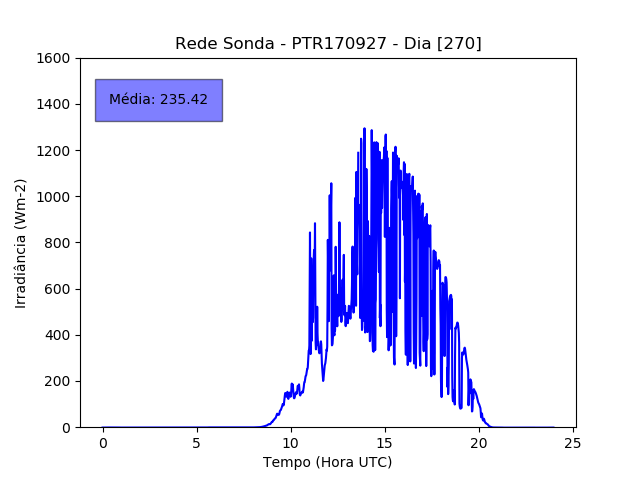 Rede Sonda - PTR170927 - Dia [270]
Média: 235.42
Irradiância (Wm-2)
1600
1400
1200
1000
800
600
400
200
0
0 5 10 15 20 25
Tempo (Hora UTC)